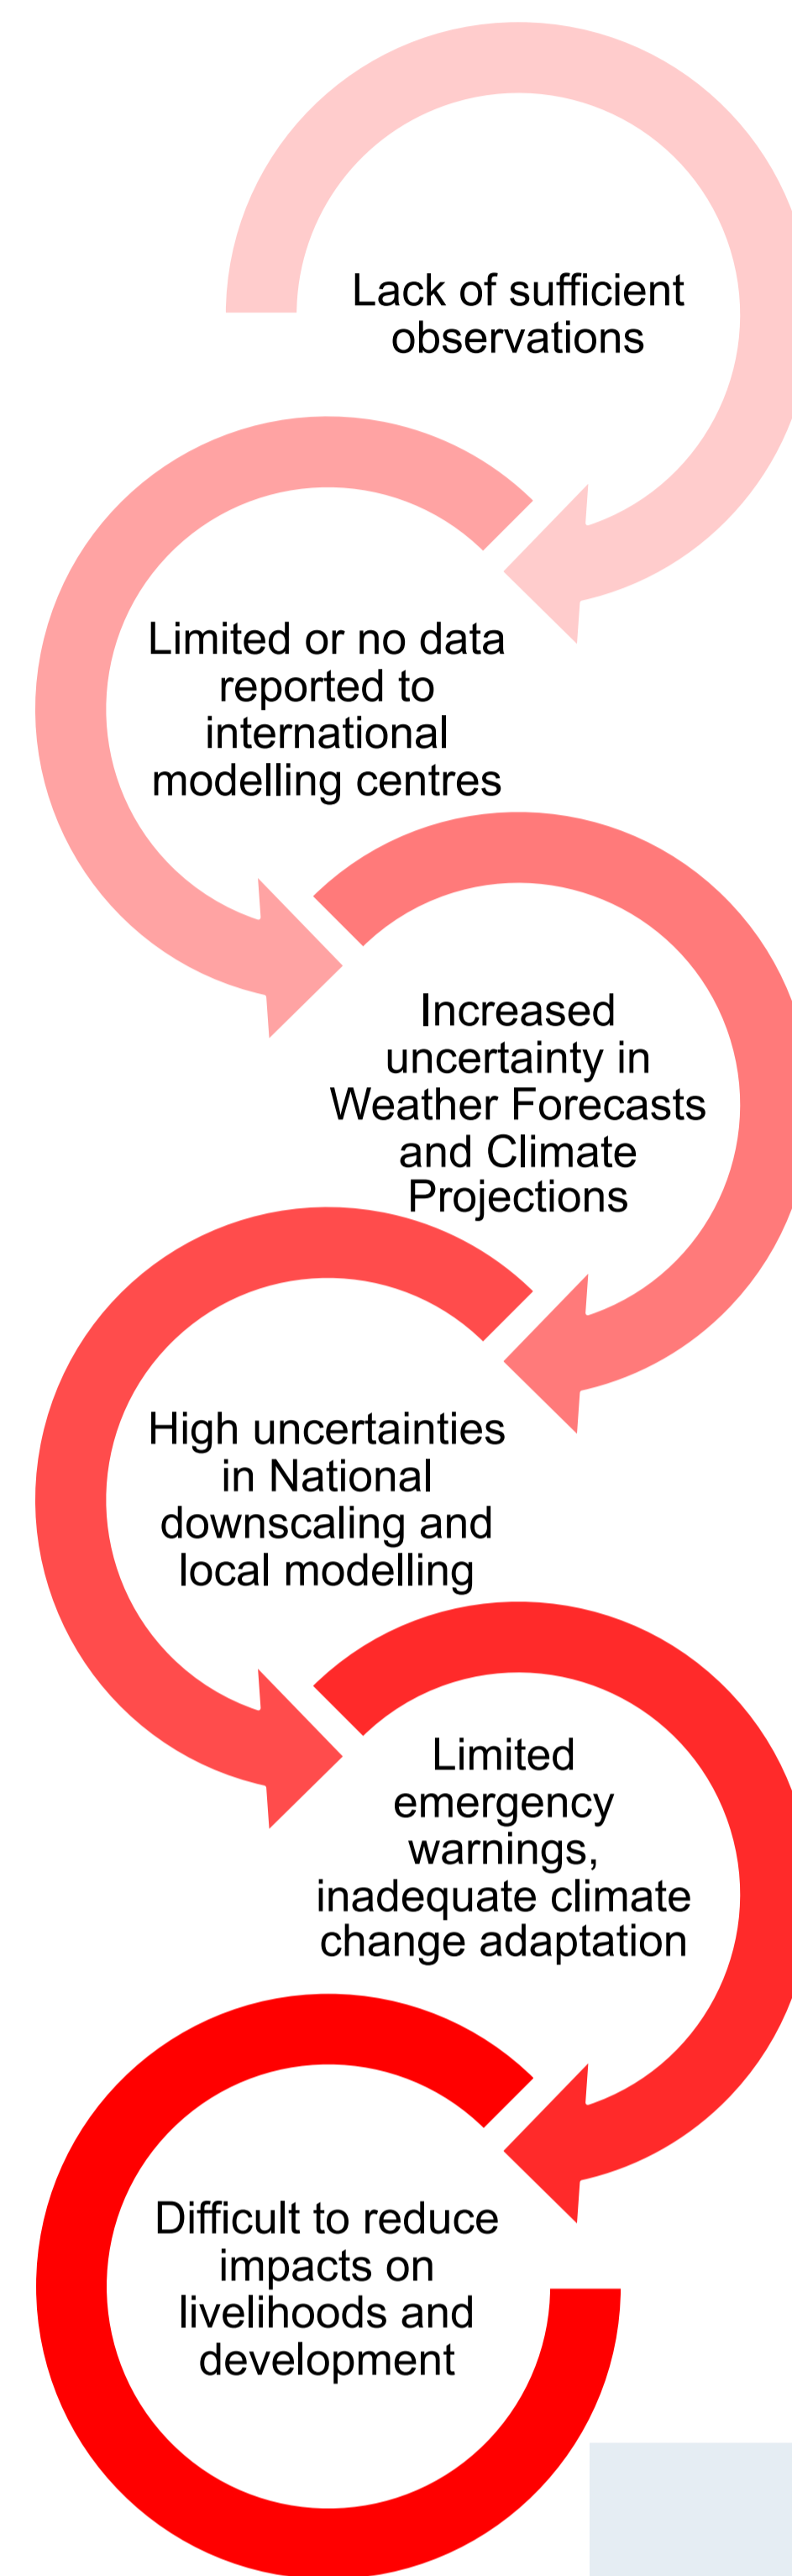 Lack of sufficient
observations
Limited or no data
reported to
international
modelling centres
Increased
uncertainty in
Weather Forecasts
and Climate
Projections
High uncertainties
in National
downscaling and
local modelling
Limited
emergency
warnings,
inadequate climate
change adaptation
Difficult to reduce
impacts on
livelihoods and
development